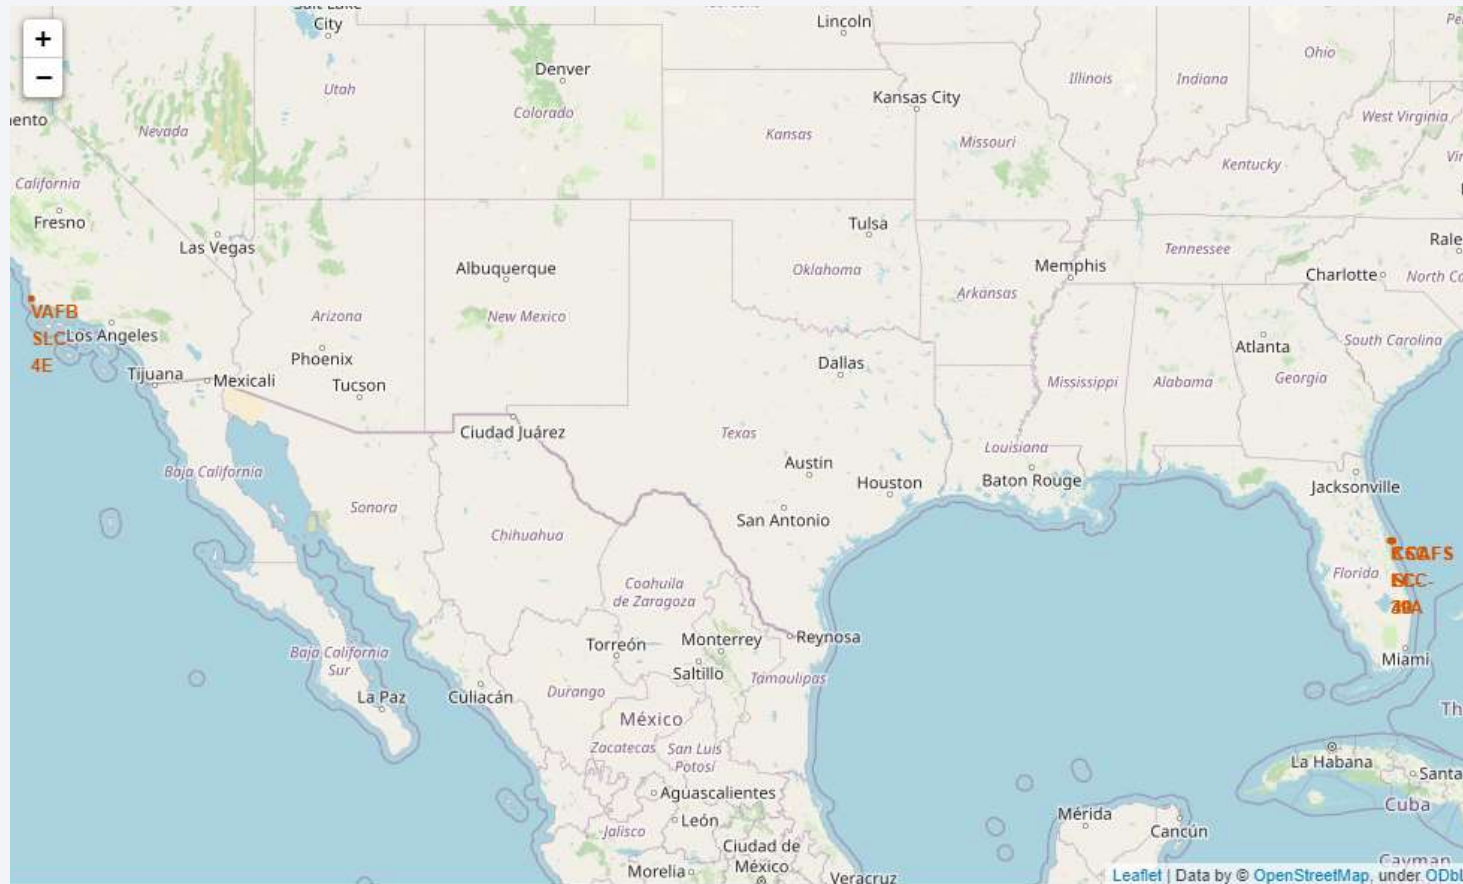 +
−
Salt Lake
City
Lincoln
Ohio
Denver
Utah
Illinois
Indiana
Kansas City
Colorado
West Virginia
ento
Nevada
Kansas
Missouri
Kentucky
Vir
California
Fresno
Tulsa
Las Vegas
Tennessee
Rale
Albuquerque
Oklahoma
Memphis
Charlotte
North Ca
Arkansas
VAFB
SLC-
4E
Arizona
New Mexico
Los Angeles
South Carolina
Atlanta
Phoenix
Dallas
Tijuana
Mexicali
Tucson
Mississippi
Alabama
Georgia
Ciudad Juárez
Texas
Louisiana
Austin
Baja California
Houston
Baton Rouge
Jacksonville
Sonora
San Antonio
Chihuahua
Florida
Coahuila
de Zaragoza
Torreón
Monterrey
Reynosa
Baja California
Sur
Saltillo
Tamaulipas
Miami
La Paz
Culiacán
Durango
México
Th
Zacatecas
San Luis
Potosí
La Habana
Santa
Aguascalientes
Cuba
León
Mérida
Jalisco
Cancún
Ciudad de
México
Morelia
Veracruz
Cayman
Leaflet | Data by © OpenStreetMap, under ODbL